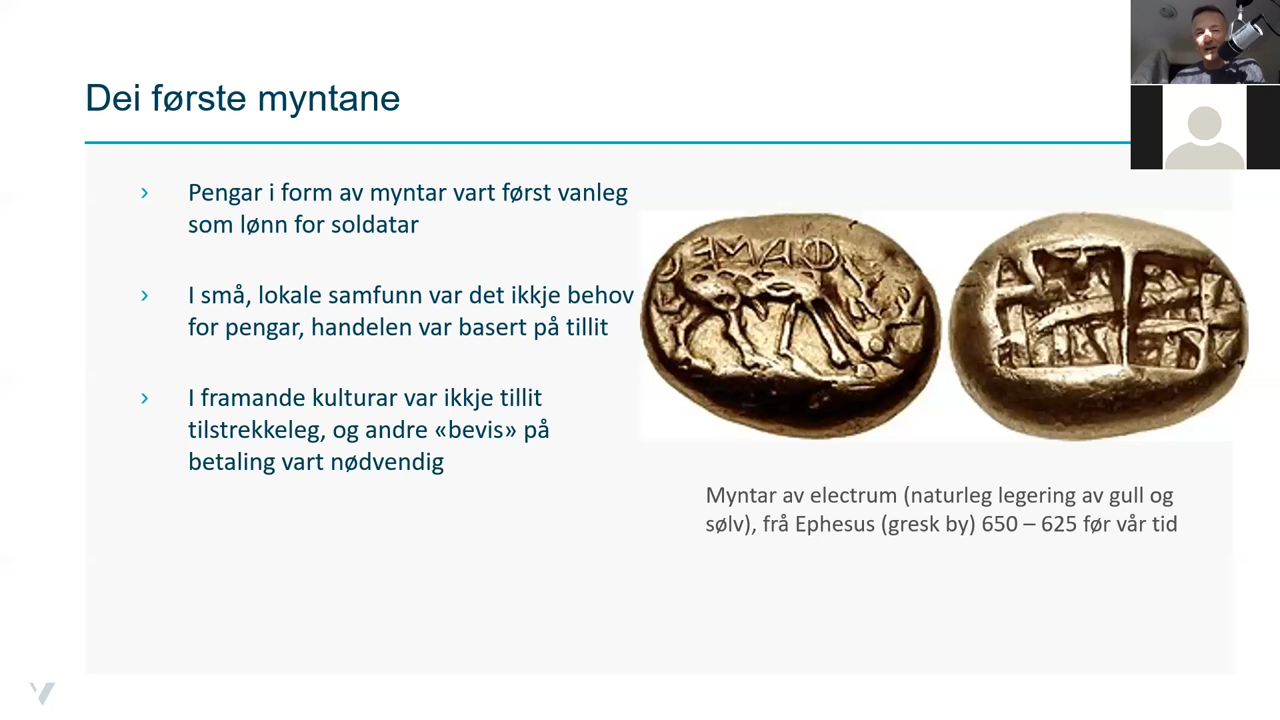 Dei første myntane
› Pengar i form av myntar vart først vanleg
som lønn for soldatar
› I små, lokale samfunn var det ikkje behov
for pengar, handelen var basert på tillit
› I framande kulturar var ikkje tillit
tilstrekkeleg, og andre «bevis» på
betaling vart nødvendig
Myntar av electrum (naturleg legering av gull og
sølv), frå Ephesus (gresk by) 650 – 625 før vår tid